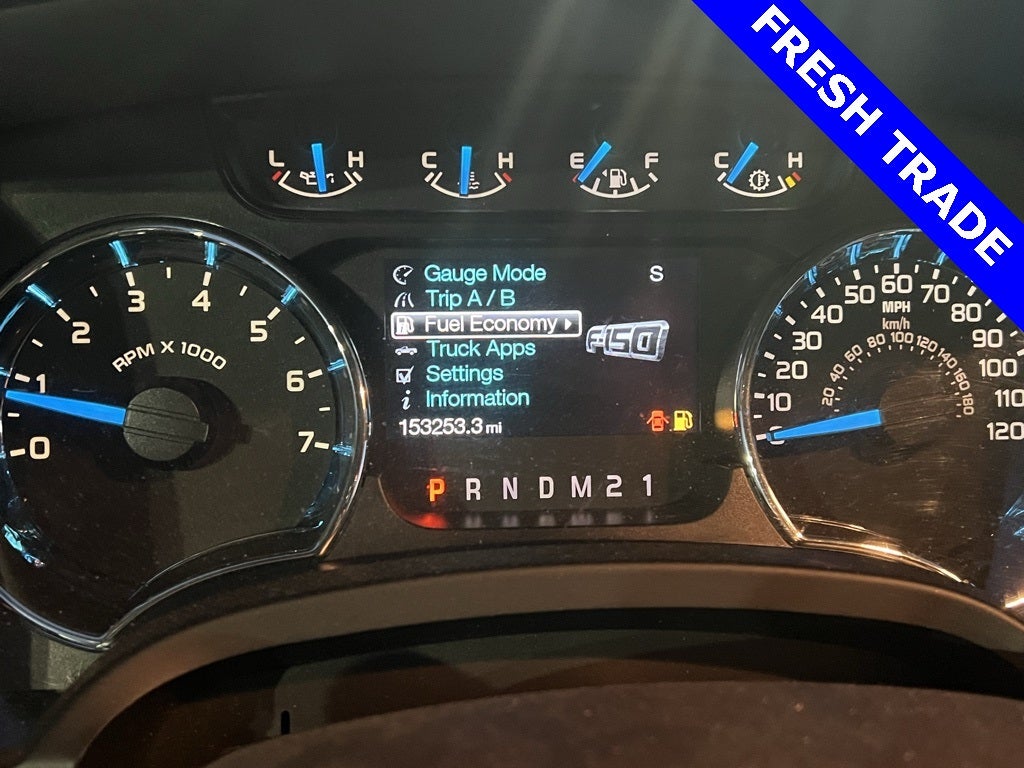 FRESH TRADE
L H
C H
E F
C H
0 1 2 3 4 5 6 7
RPM X 1000
Gauge Mode S
Trip A / B
Fuel Economy
Truck Apps
Settings
i Information
F150
153253.3 mi
P R N D M 2 1
0 10 20 30 40 50 60 70 80 90 100 110 120
MPH
km/h
20 40 60 80 100 120 140 160 180